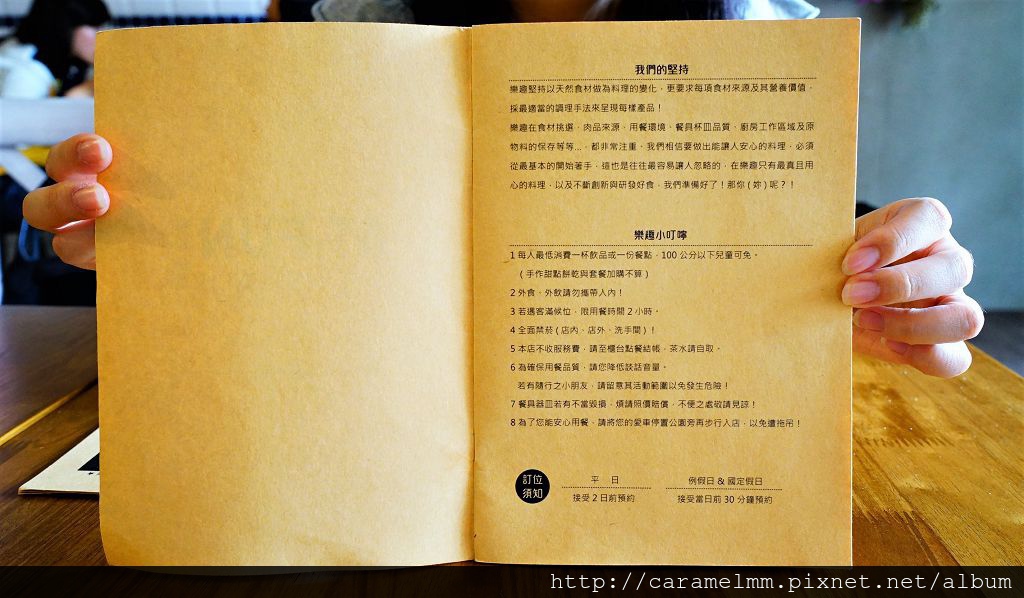 我們的堅持
樂趣堅持以天然食材做為料理的變化，更要求每項食材來源及其營養價值，
採最適當的調理手法來呈現每樣產品！
樂趣在食材挑選、肉品來源、用餐環境、餐具杯皿品質、廚房工作區域及原
物料的保存等等…，都非常注重，我們相信要做出能讓人安心的料理，必須
從最基本的開始著手，這也是往往最容易讓人忽略的，在樂趣只有最真且用
心的料理，以及不斷創新與研發好食，我們準備好了！那你 ( 妳 ) 呢？！
樂趣小叮嚀
1 每人最低消費一杯飲品或一份餐點，100 公分以下兒童可免。
( 手作甜點餅乾與套餐加購不算 )
2 外食、外飲請勿攜帶人內！
3 若遇客滿候位，限用餐時間 2 小時。
4 全面禁菸 ( 店內、店外、洗手間 )！
5 本店不收服務費，請至櫃台點餐結帳，茶水請自取。
6 為確保用餐品質，請您降低談話音量。
若有隨行之小朋友，請留意其活動範圍以免發生危險！
7 餐具器皿若有不當毀損，煩請照價賠償，不便之處敬請見諒！
8 為了您能安心用餐，請將您的愛車停置公園旁再步行人店，以免遭拖吊！
訂位
須知
平 日
接受 2 日前預約
例假日 & 國定假日
接受當日前 30 分鐘預約
http://caramelmm.pixnet.net/album